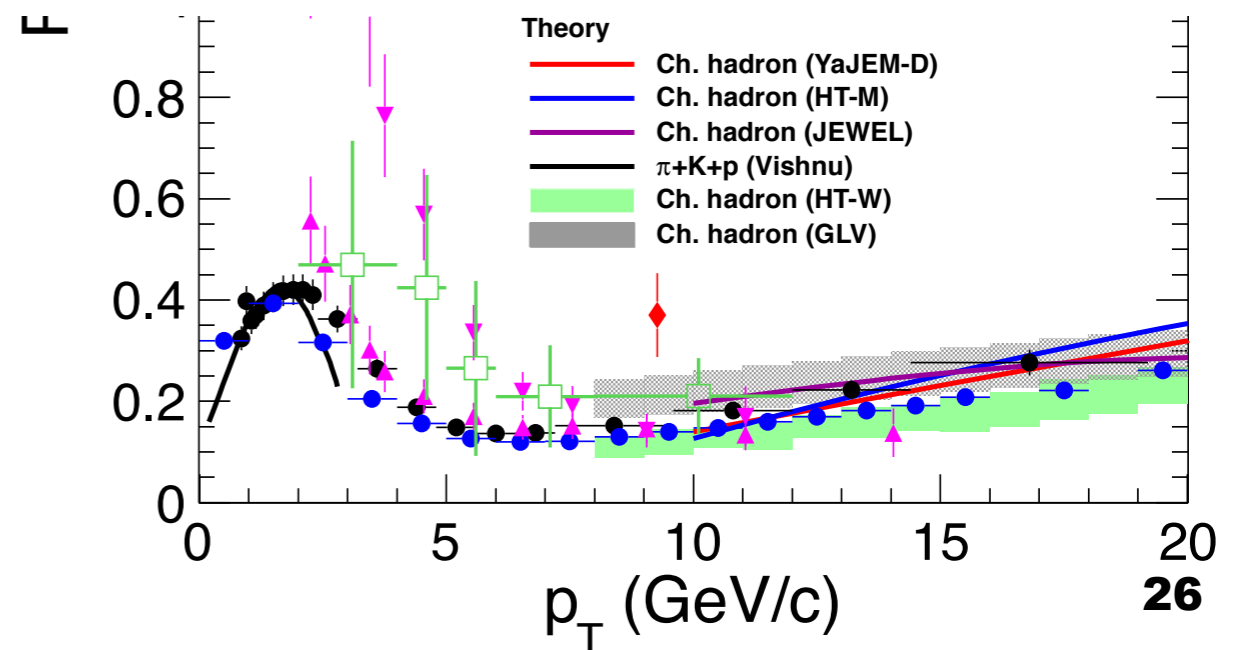 Theory
Ch. hadron (YaJEM-D)
Ch. hadron (HT-M)
Ch. hadron (JEWEL)
π+K+p (Vishnu)
Ch. hadron (HT-W)
Ch. hadron (GLV)
0.8
0.6
0.4
0.2
0
0 5 10 15 20
p_T (GeV/c)
26